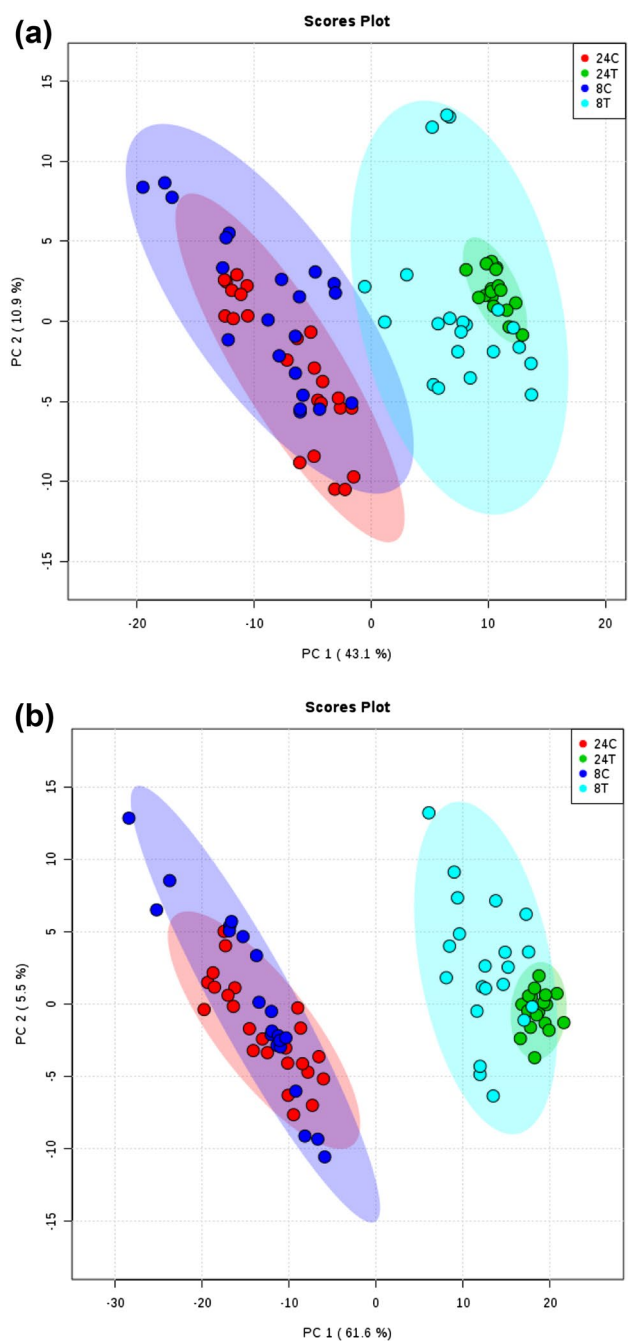 (a)
Scores Plot
24C
24T
8C
8T
PC 2 ( 10.9 %)
15
10
5
0
-5
-10
-15
-20
-10
0
10
20
PC 1 ( 43.1 %)
(b)
Scores Plot
24C
24T
8C
8T
PC 2 ( 5.5 %)
15
10
5
0
-5
-10
-15
-30
-20
-10
0
10
20
PC 1 ( 61.6 %)